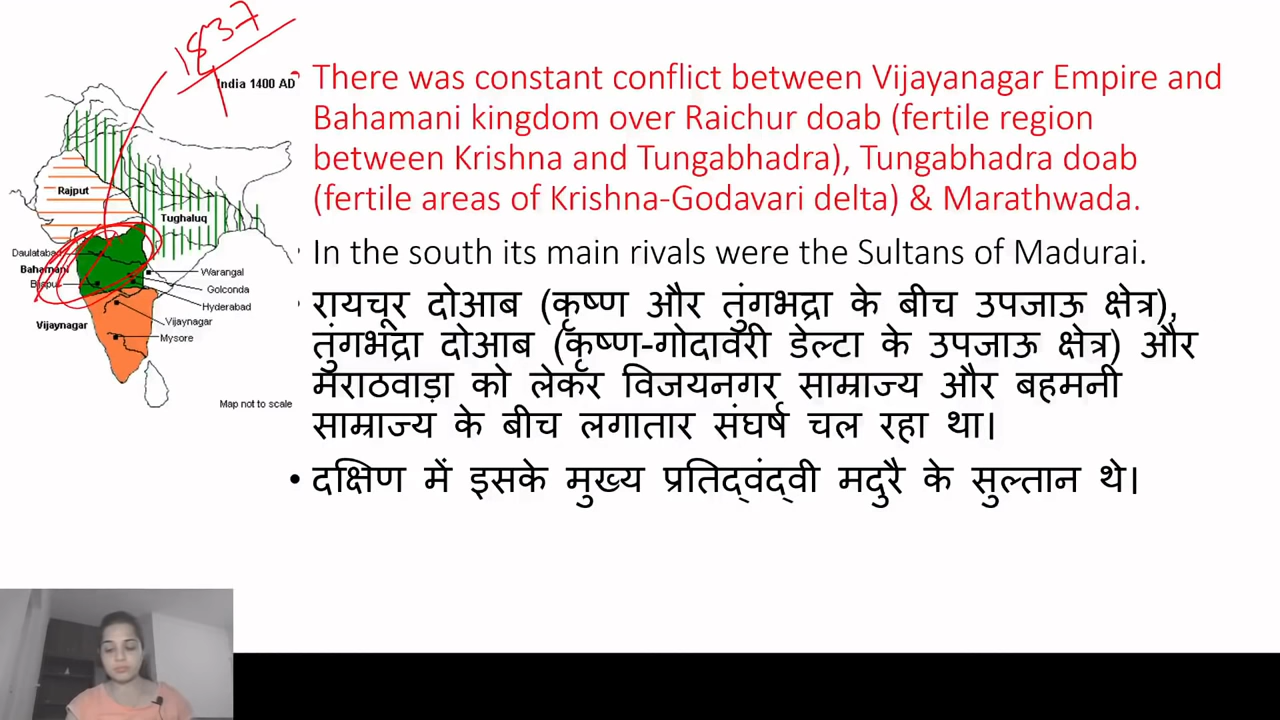 1837
India 1400 AD
Rajput
Tughaluq
Daulatabad
Bahamani
Bijapur
Warangal
Golconda
Hyderabad
Vijaynagar
Vijaynagar
Mysore
Map not to scale
There was constant conflict between Vijayanagar Empire and
Bahamani kingdom over Raichur doab (fertile region
between Krishna and Tungabhadra), Tungabhadra doab
(fertile areas of Krishna-Godavari delta) & Marathwada.
In the south its main rivals were the Sultans of Madurai.
रायचूर दोआब (कृष्ण और तुंगभद्रा के बीच उपजाऊ क्षेत्र),
तुंगभद्रा दोआब (कृष्ण-गोदावरी डेल्टा के उपजाऊ क्षेत्र) और
मराठवाड़ा को लेकर विजयनगर साम्राज्य और बहमनी
साम्राज्य के बीच लगातार संघर्ष चल रहा था।
• दक्षिण में इसके मुख्य प्रतिद्वंद्वी मदुरै के सुल्तान थे।